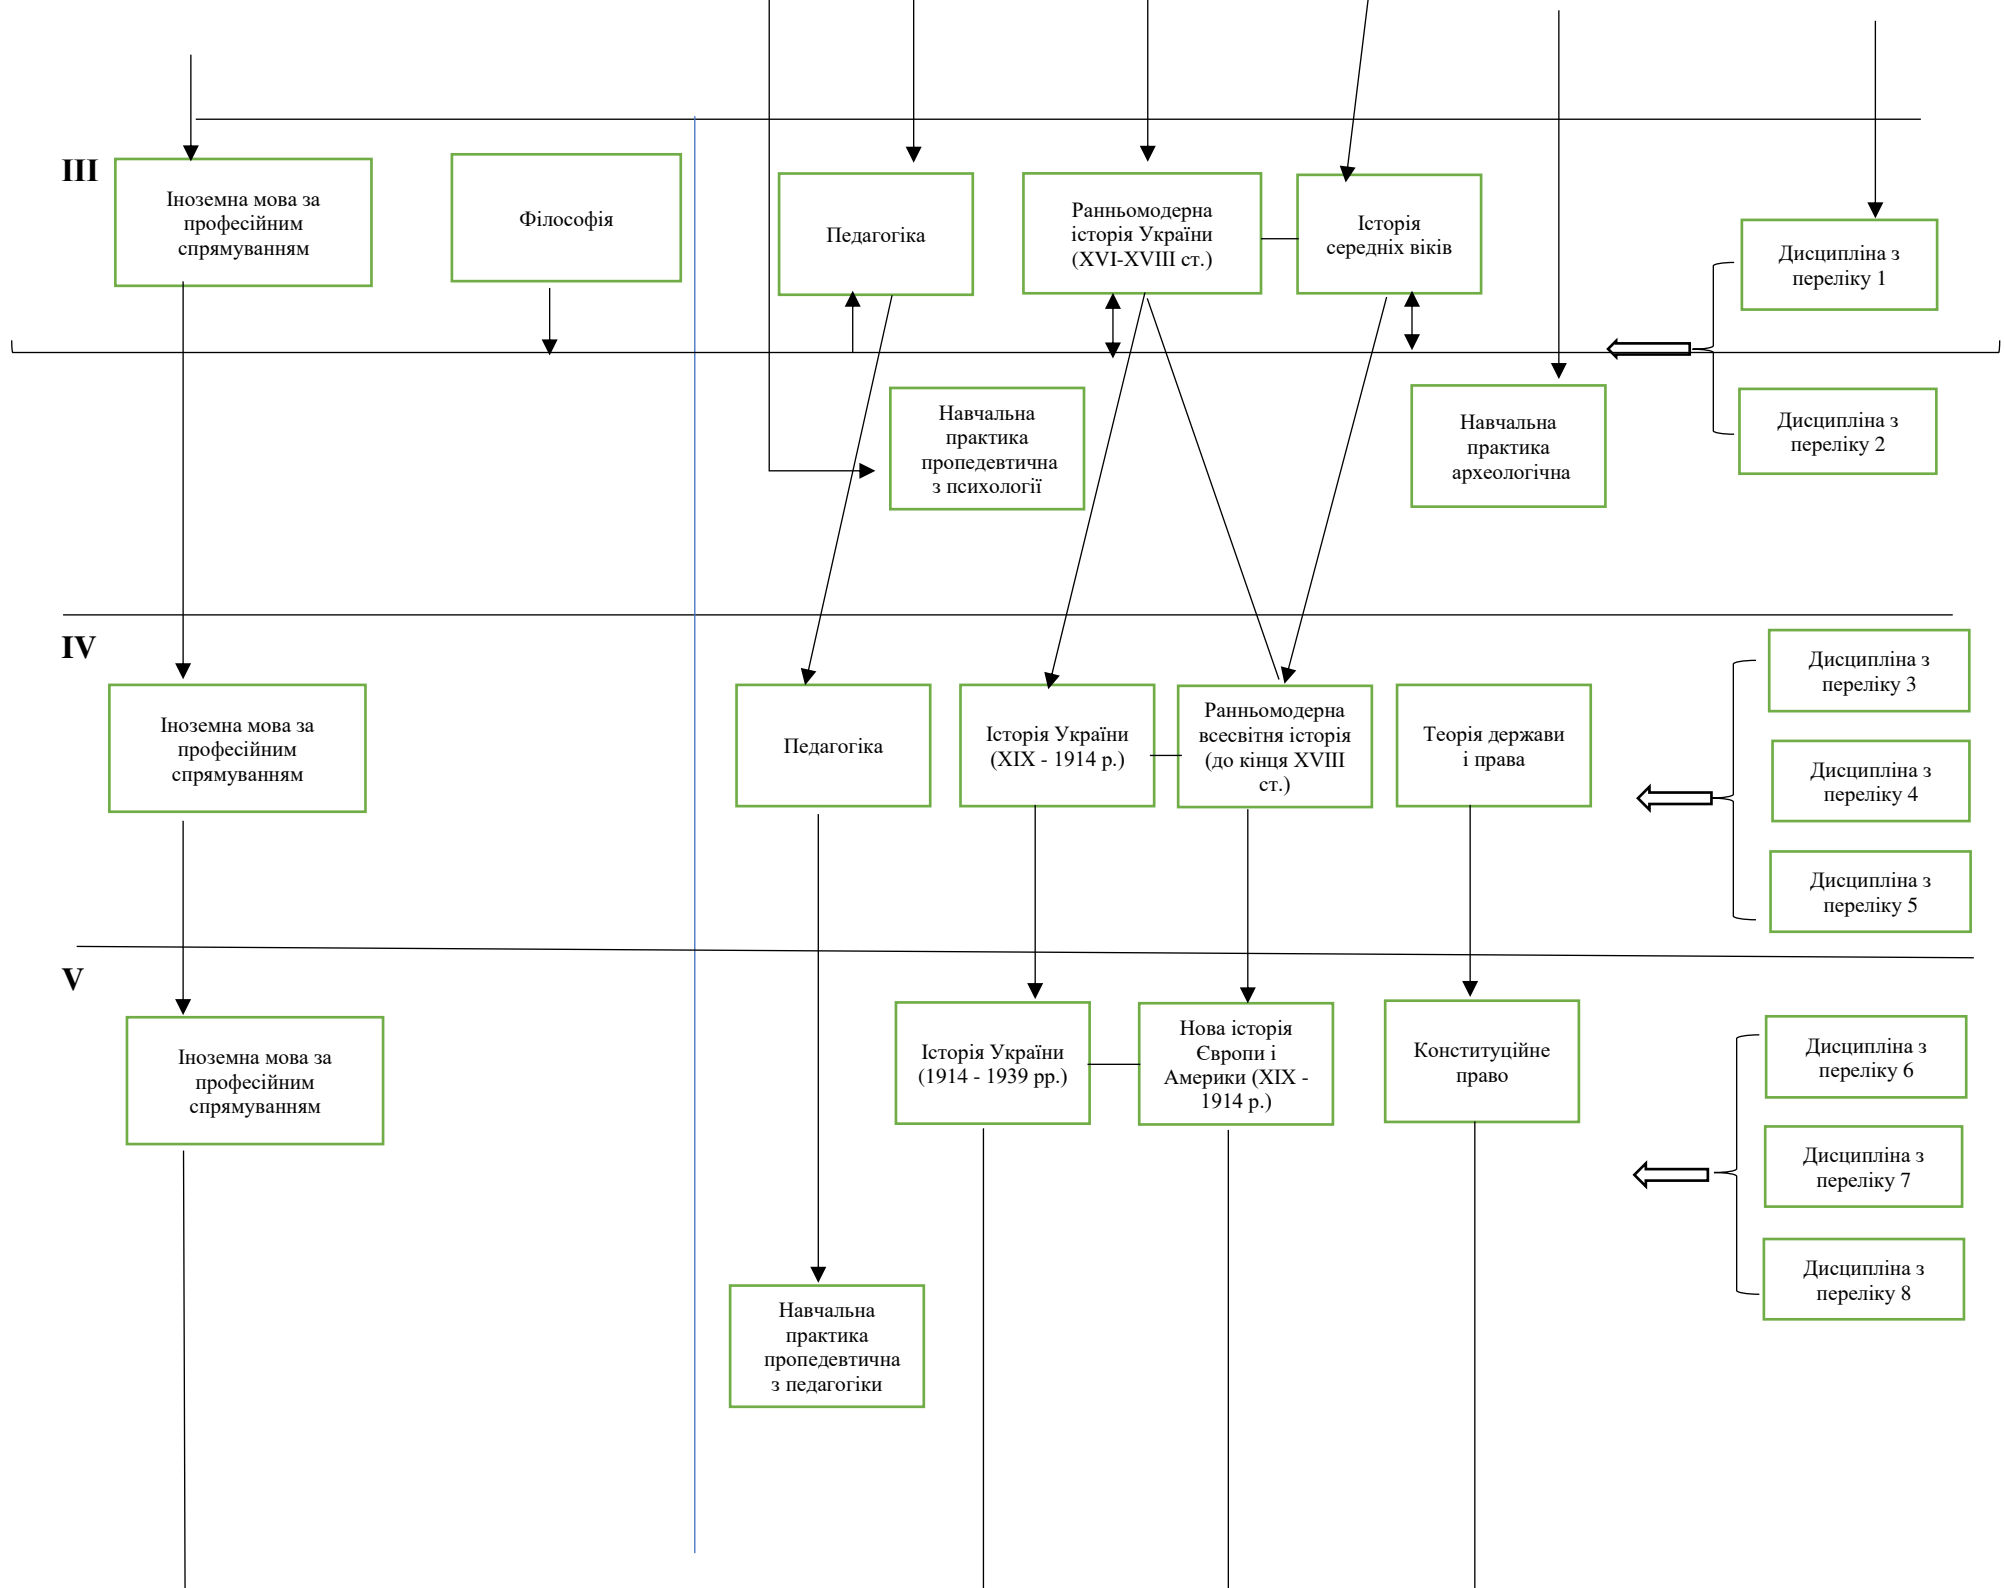 III
Іноземна мова за
професійним
спрямуванням
Філософія
Педагогіка
Ранньомодерна
історія України
(XVI-XVIII ст.)
Історія
середніх віків
Дисципліна з
переліку 1
Навчальна
практика
пропедевтична
з психології
Навчальна
практика
археологічна
Дисципліна з
переліку 2
IV
Іноземна мова за
професійним
спрямуванням
Педагогіка
Історія України
(XIX - 1914 р.)
Ранньомодерна
всесвітня історія
(до кінця XVIII
ст.)
Теорія держави
і права
Дисципліна з
переліку 3
Дисципліна з
переліку 4
Дисципліна з
переліку 5
V
Іноземна мова за
професійним
спрямуванням
Історія України
(1914 - 1939 рр.)
Нова історія
Європи і
Америки (XIX -
1914 р.)
Конституційне
право
Дисципліна з
переліку 6
Дисципліна з
переліку 7
Дисципліна з
переліку 8
Навчальна
практика
пропедевтична
з педагогіки